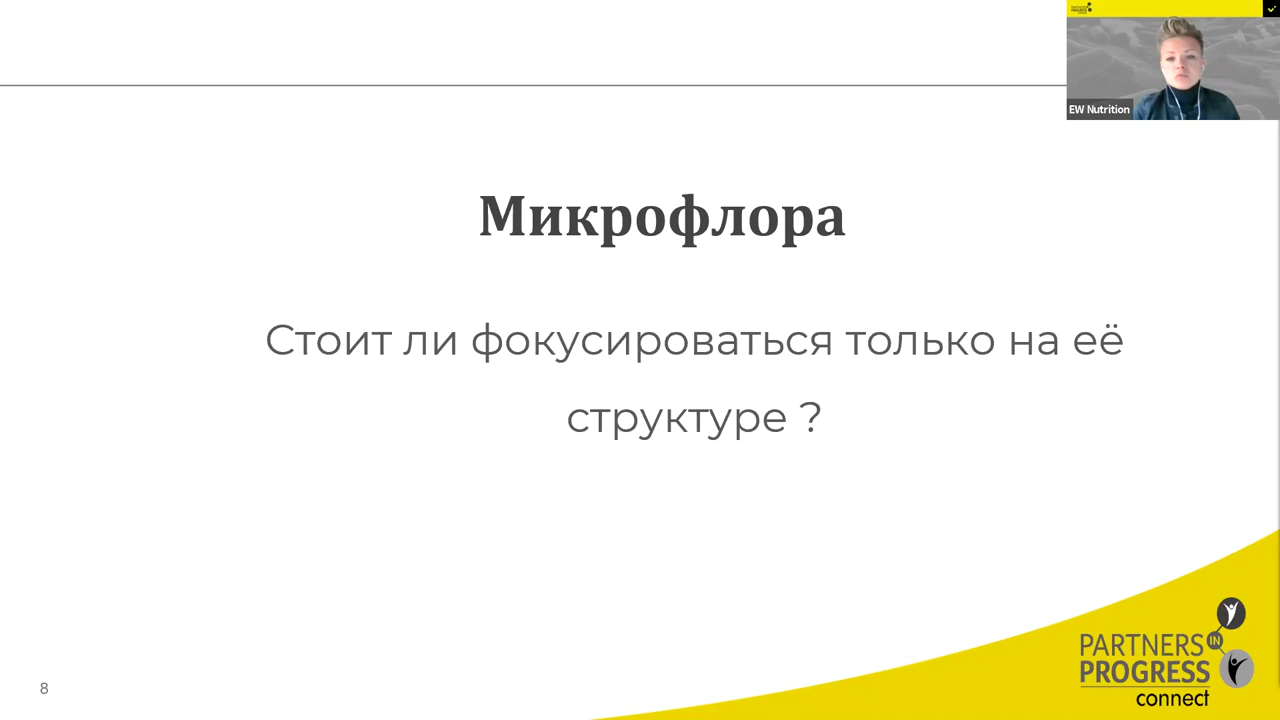 EW Nutrition
Микрофлора
Стоит ли фокусироваться только на её
структуре ?
8
PARTNERS
IN
PROGRESS
connect